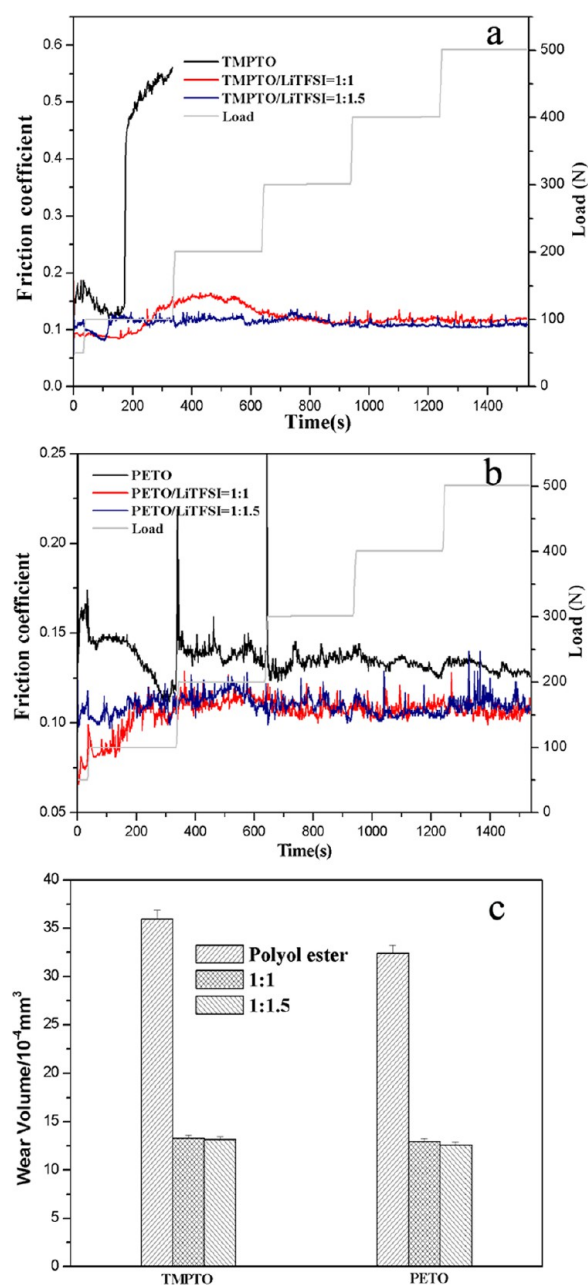 a
0.6
0.5
0.4
0.3
0.2
0.1
0.0
Friction coefficient
TMPTO
TMPTO/LiTFSI=1:1
TMPTO/LiTFSI=1:1.5
Load
500
400
300
200
100
0
Load (N)
0 200 400 600 800 1000 1200 1400
Time(s)
b
0.25
0.20
0.15
0.10
0.05
Friction coefficient
PETO
PETO/LiTFSI=1:1
PETO/LiTFSI=1:1.5
Load
500
400
300
200
100
0
Load (N)
0 200 400 600 800 1000 1200 1400
Time(s)
c
40
35
30
25
20
15
10
5
0
Wear Volume/10⁻⁴mm³
Polyol ester
1:1
1:1.5
TMPTO PETO